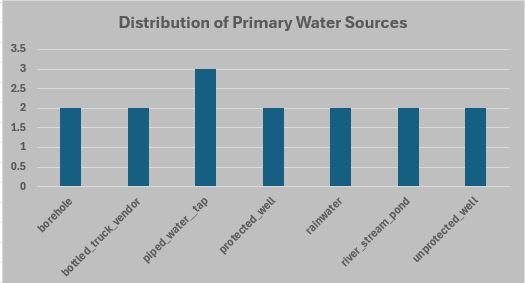 Distribution of Primary Water Sources
3.5
3
2.5
2
1.5
1
0.5
0
borehole
bottled_truck_vendor
piped_water__tap
protected_well
rainwater
river_stream_pond
unprotected_well